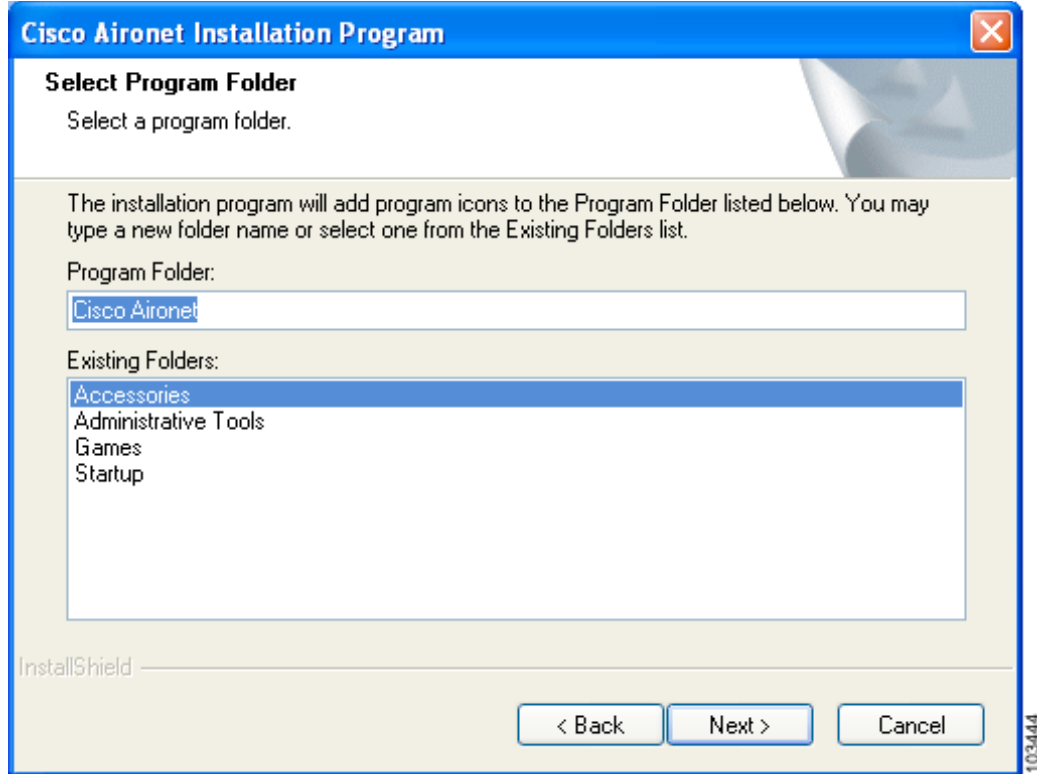 Cisco Aironet Installation Program
Select Program Folder
Select a program folder.
The installation program will add program icons to the Program Folder listed below. You may
type a new folder name or select one from the Existing Folders list.
Program Folder:
Cisco Aironet
Existing Folders:
Accessories
Administrative Tools
Games
Startup
InstallShield
< Back
Next >
Cancel
103444